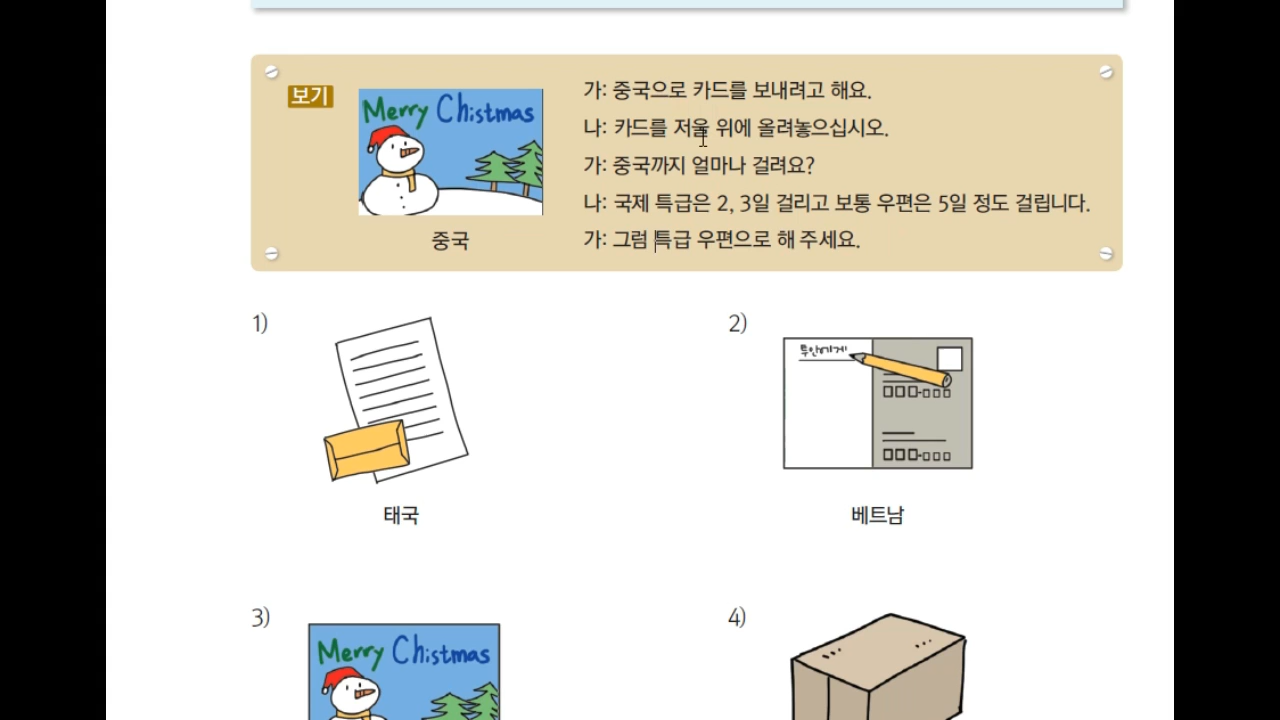 보기
Merry Chistmas
중국
가: 중국으로 카드를 보내려고 해요.
나: 카드를 저울 위에 올려놓으십시오.
가: 중국까지 얼마나 걸려요?
나: 국제 특급은 2, 3일 걸리고 보통 우편은 5일 정도 걸립니다.
가: 그럼 특급 우편으로 해 주세요.
1)
태국
2)
투안에게
베트남
3)
Merry Chistmas
4)